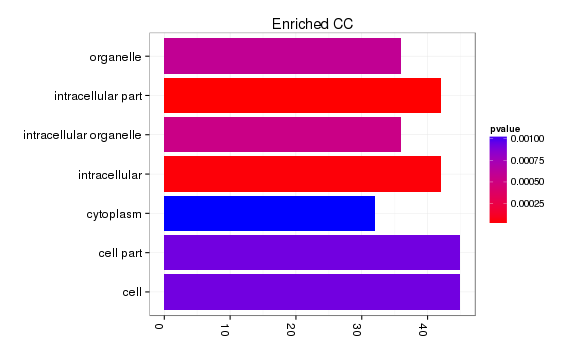 Enriched CC
organelle
intracellular part
intracellular organelle
intracellular
cytoplasm
cell part
cell
0
10
20
30
40
pvalue
0.00100
0.00075
0.00050
0.00025